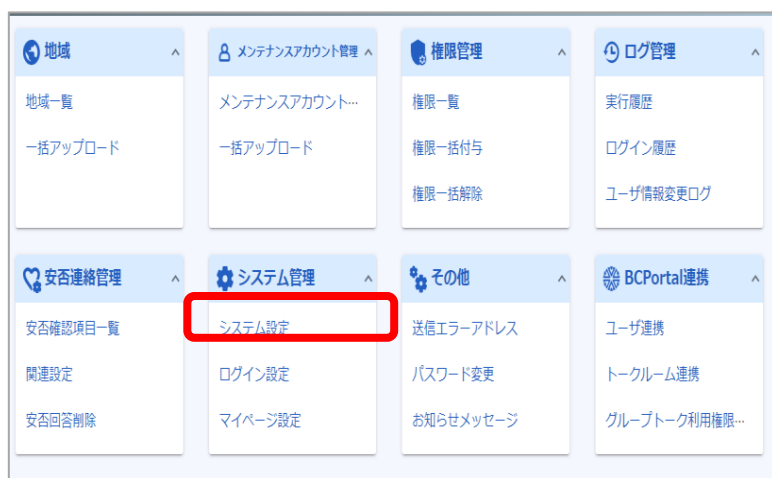 地域
メンテナンスアカウント管理
権限管理
ログ管理
地域一覧
メンテナンスアカウント…
権限一覧
実行履歴
一括アップロード
一括アップロード
権限一括付与
ログイン履歴
権限一括解除
ユーザ情報変更ログ
安否連絡管理
システム管理
その他
BCPortal連携
安否確認項目一覧
システム設定
送信エラーアドレス
ユーザ連携
関連設定
ログイン設定
パスワード変更
トークルーム連携
安否回答削除
マイページ設定
お知らせメッセージ
グループトーク利用権限…